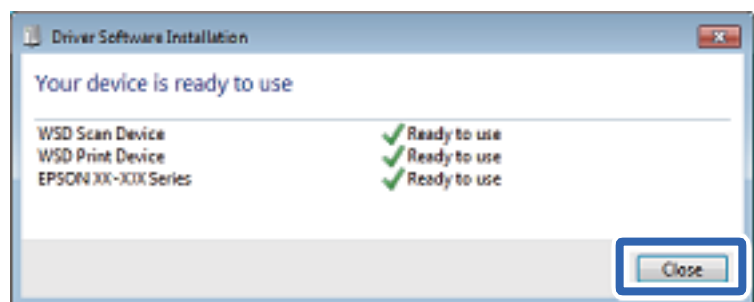 Driver Software Installation
Your device is ready to use
WSD Scan Device Ready to use
WSD Print Device Ready to use
EPSON XX-XXX Series Ready to use
Close